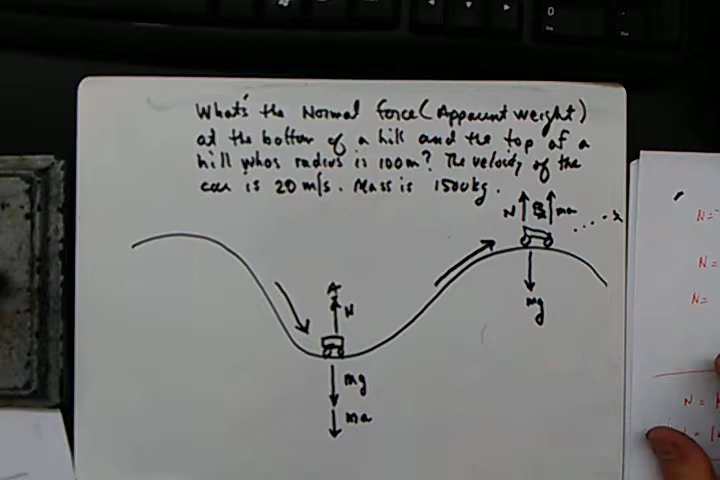 What's the Normal force (Apparent weight)
at the bottom of a hill and the top of a
hill whos radius is 100m? The velocity of the
car is 20 m/s. Mass is 1500kg.
N ma
mg
N
mg
ma
N=
N =
N =
N =